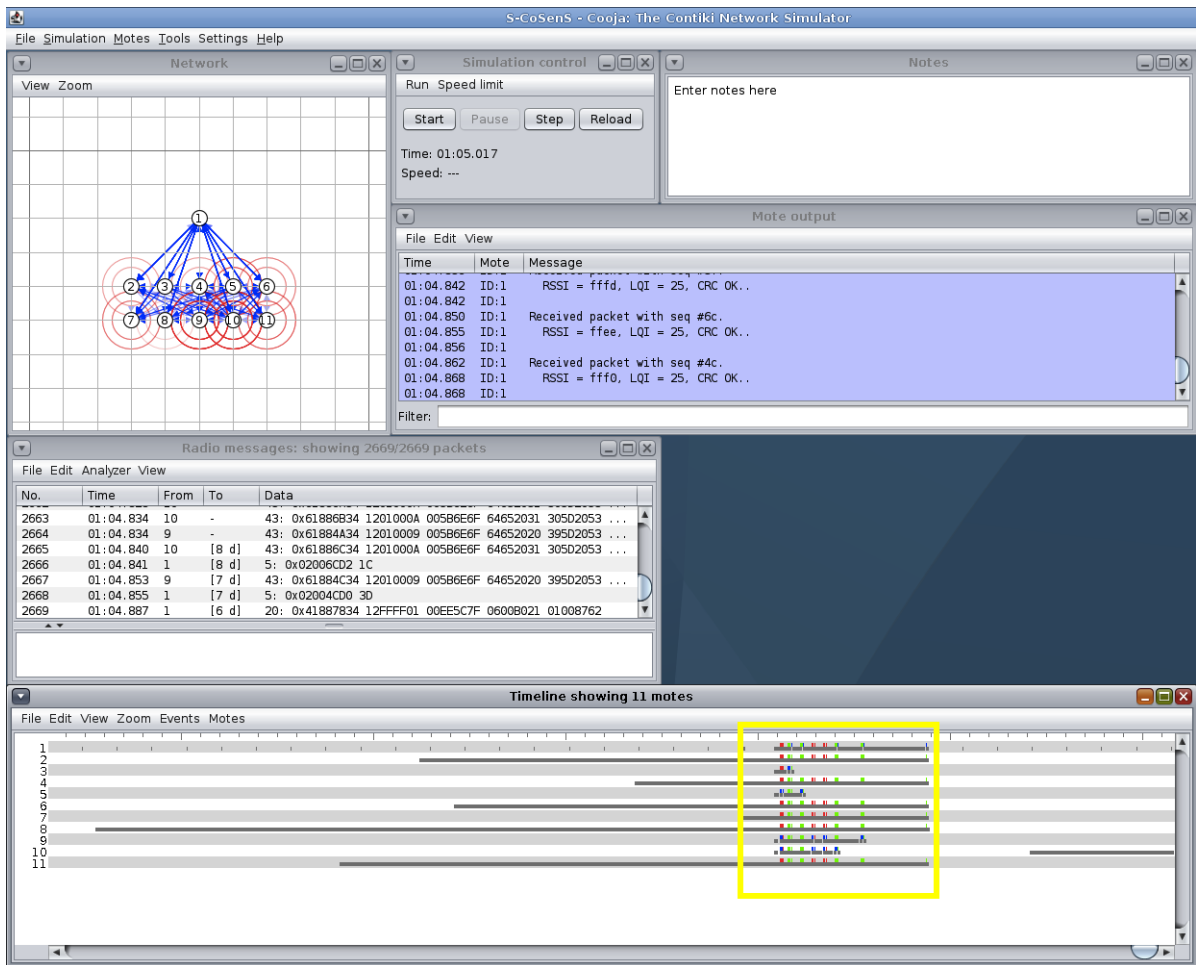 S-CoSenS - Cooja: The Contiki Network Simulator
File Simulation Motes Tools Settings Help
Network
View Zoom
1
2 3 4 5 6
7 8 9 10 11
Simulation control
Run Speed limit
Start Pause Step Reload
Time: 01:05.017
Speed: ---
Notes
Enter notes here
Mote output
File Edit View
Time Mote Message
01:04.842 ID:1 RSSI = fffd, LQI = 25, CRC OK..
01:04.842 ID:1
01:04.850 ID:1 Received packet with seq #6c.
01:04.855 ID:1 RSSI = ffee, LQI = 25, CRC OK..
01:04.856 ID:1
01:04.862 ID:1 Received packet with seq #4c.
01:04.868 ID:1 RSSI = fff0, LQI = 25, CRC OK..
01:04.868 ID:1
Filter:
Radio messages: showing 2669/2669 packets
File Edit Analyzer View
No. Time From To Data
2663 01:04.834 10 - 43: 0x61886B34 1201000A 005B6E6F 64652031 305D2053 ...
2664 01:04.834 9 - 43: 0x61884A34 12010009 005B6E6F 64652020 395D2053 ...
2665 01:04.840 10 [8 d] 43: 0x61886C34 1201000A 005B6E6F 64652031 305D2053 ...
2666 01:04.841 1 [8 d] 5: 0x02006CD2 1C
2667 01:04.853 9 [7 d] 43: 0x61884C34 12010009 005B6E6F 64652020 395D2053 ...
2668 01:04.855 1 [7 d] 5: 0x02004CD0 3D
2669 01:04.887 1 [6 d] 20: 0x41887834 12FFFF01 00EE5C7F 0600B021 01008762
Timeline showing 11 motes
File Edit View Zoom Events Motes
1
2
3
4
5
6
7
8
9
10
11